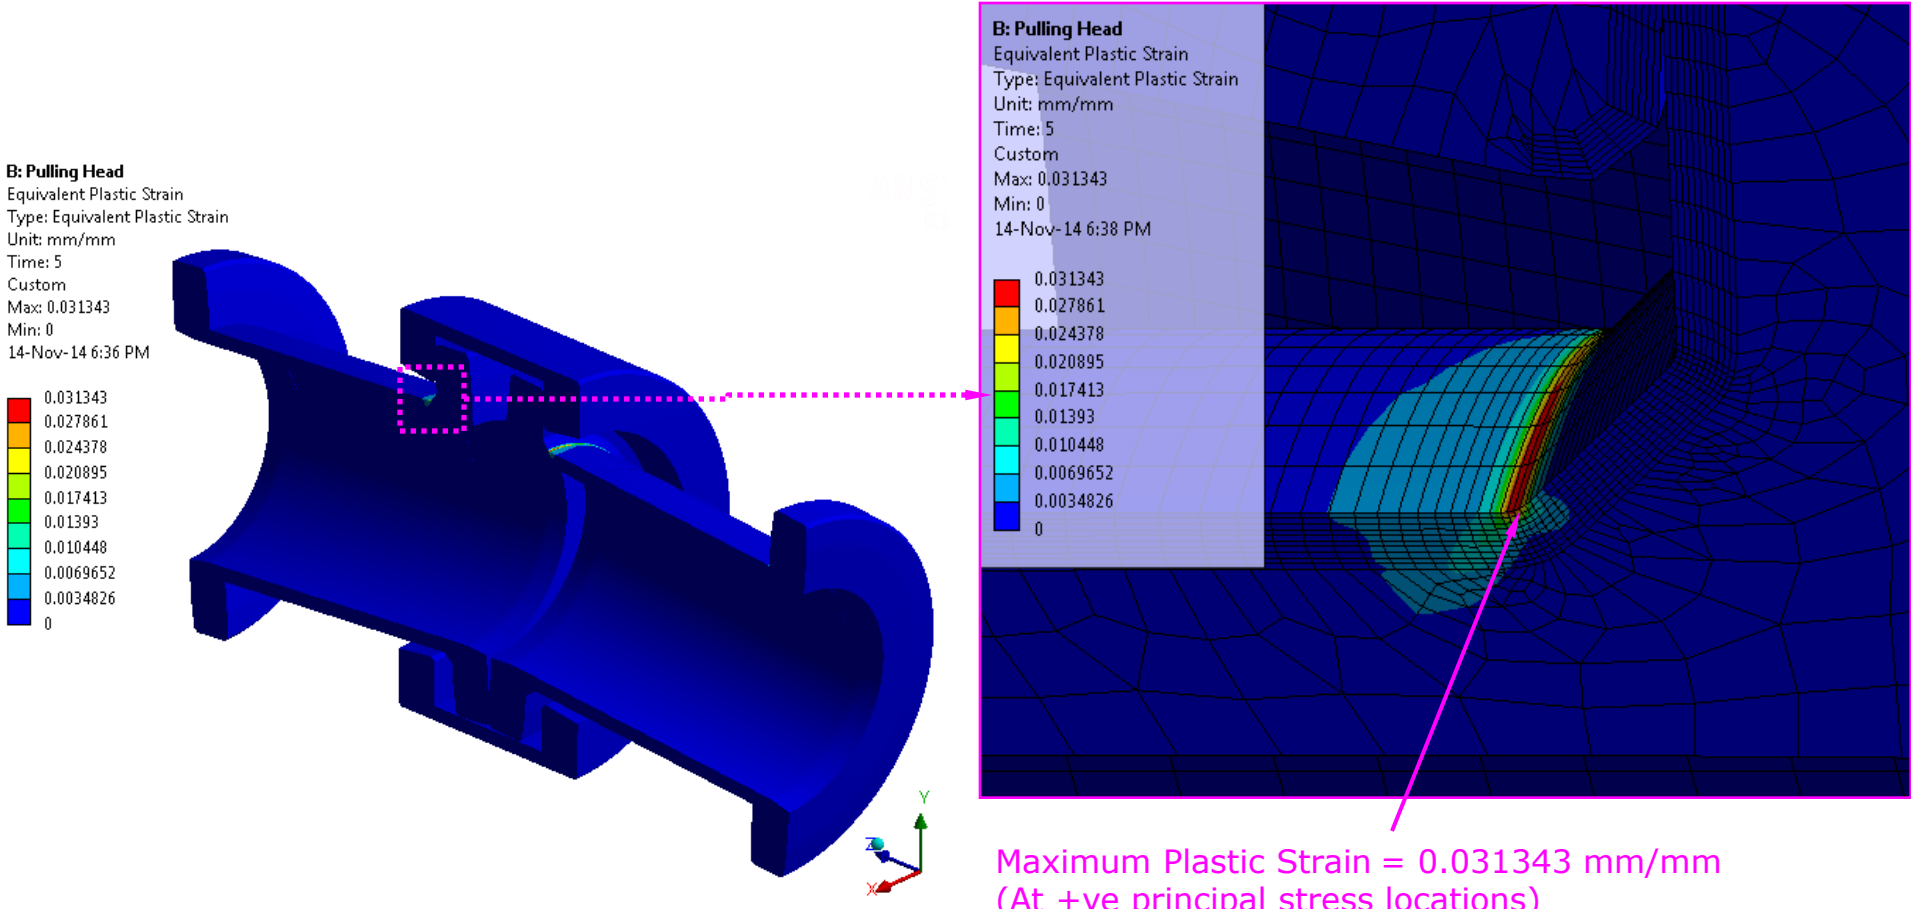 B: Pulling Head
Equivalent Plastic Strain
Type: Equivalent Plastic Strain
Unit: mm/mm
Time: 5
Custom
Max: 0.031343
Min: 0
14-Nov-14 6:36 PM
0.031343
0.027861
0.024378
0.020895
0.017413
0.01393
0.010448
0.0069652
0.0034826
0
Y
Z
X
B: Pulling Head
Equivalent Plastic Strain
Type: Equivalent Plastic Strain
Unit: mm/mm
Time: 5
Custom
Max: 0.031343
Min: 0
14-Nov-14 6:38 PM
0.031343
0.027861
0.024378
0.020895
0.017413
0.01393
0.010448
0.0069652
0.0034826
0
Maximum Plastic Strain = 0.031343 mm/mm
(At +ve principal stress locations)